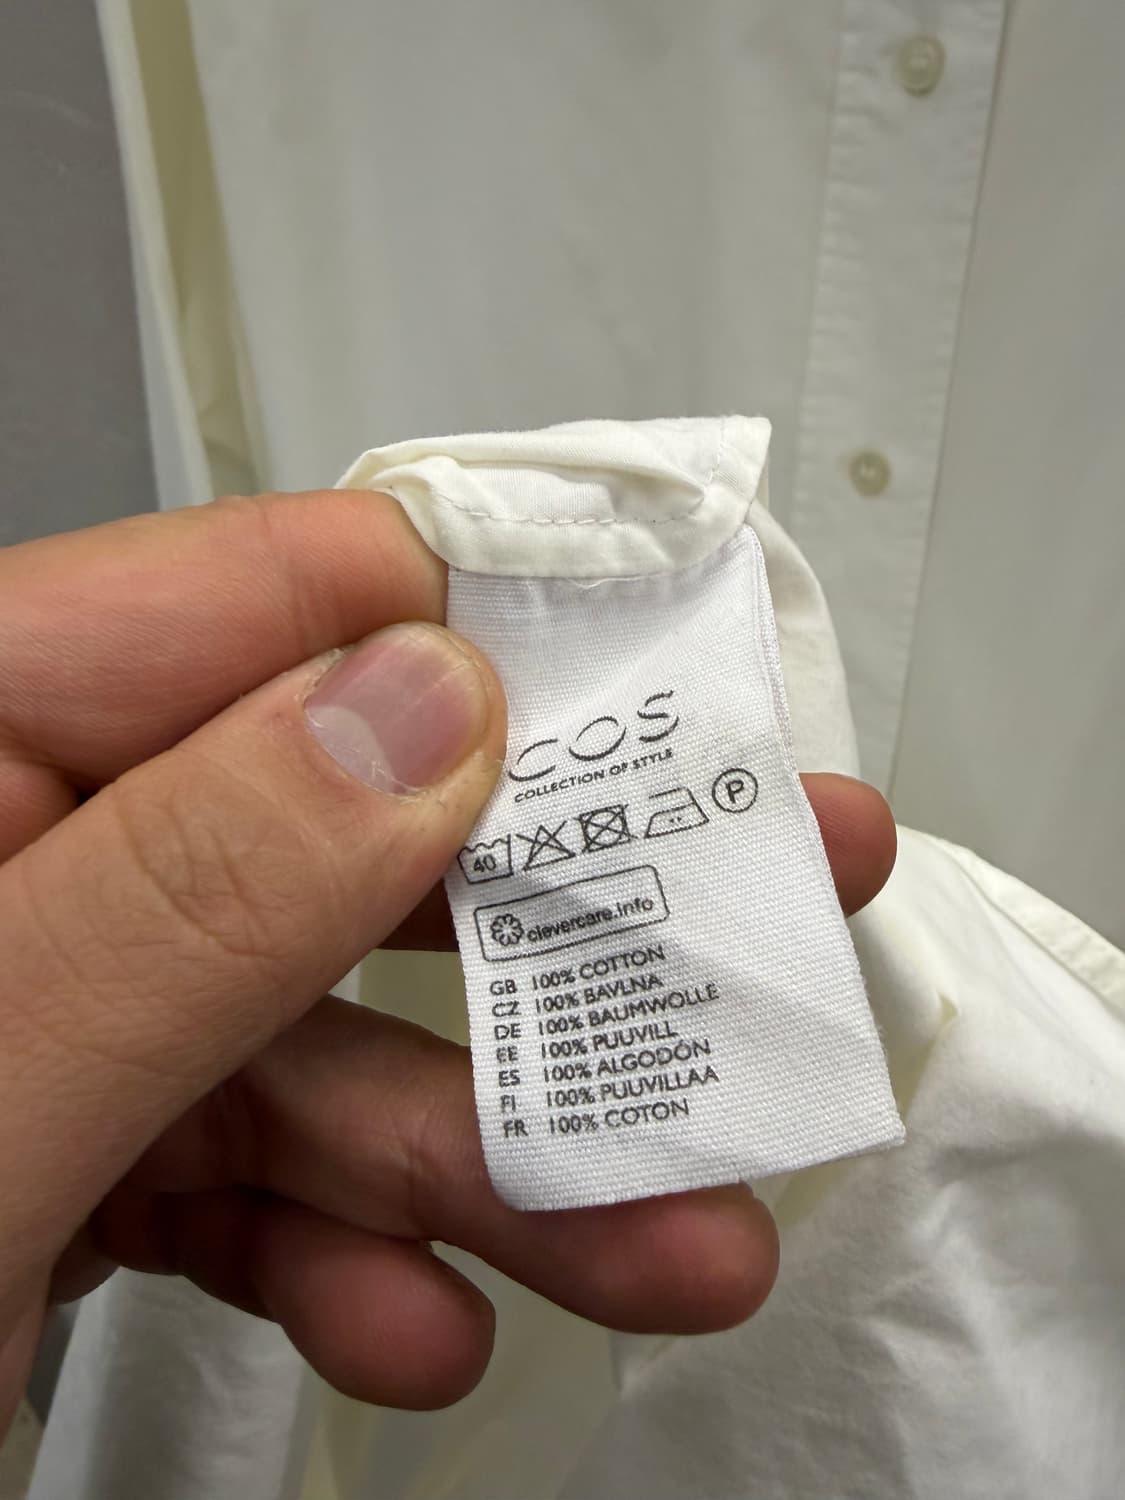 COS
COLLECTION OF STYLE
40 P
clevercare.info
GB 100% COTTON
CZ 100% BAVLNA
DE 100% BAUMWOLLE
EE 100% PUUVILL
ES 100% ALGODÓN
FI 100% PUUVILLAA
FR 100% COTON